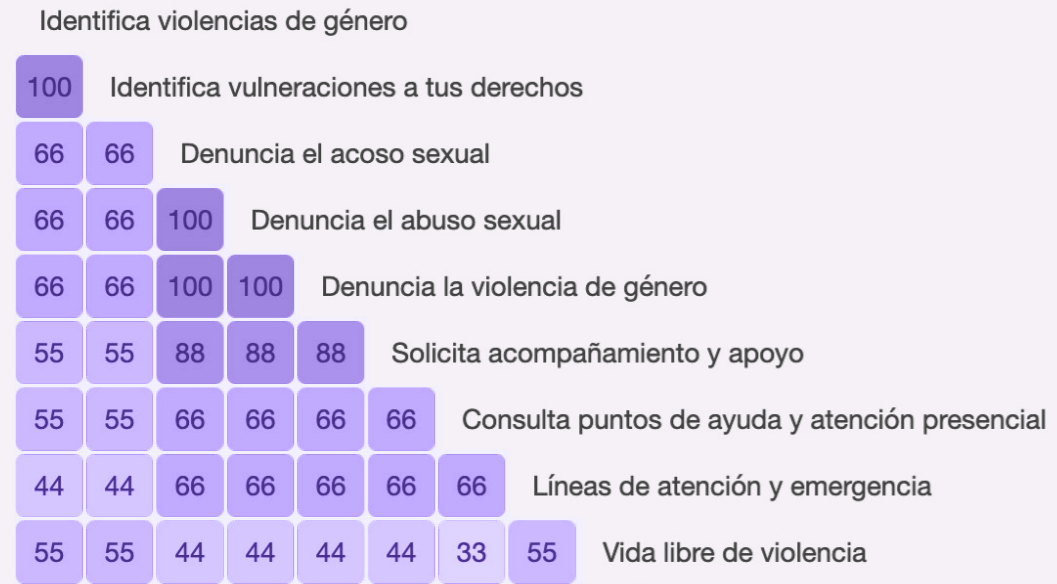 Identifica violencias de género
100 Identifica vulneraciones a tus derechos
66 66 Denuncia el acoso sexual
66 66 100 Denuncia el abuso sexual
66 66 100 100 Denuncia la violencia de género
55 55 88 88 88 Solicita acompañamiento y apoyo
55 55 66 66 66 66 Consulta puntos de ayuda y atención presencial
44 44 66 66 66 66 66 Líneas de atención y emergencia
55 55 44 44 44 44 33 55 Vida libre de violencia